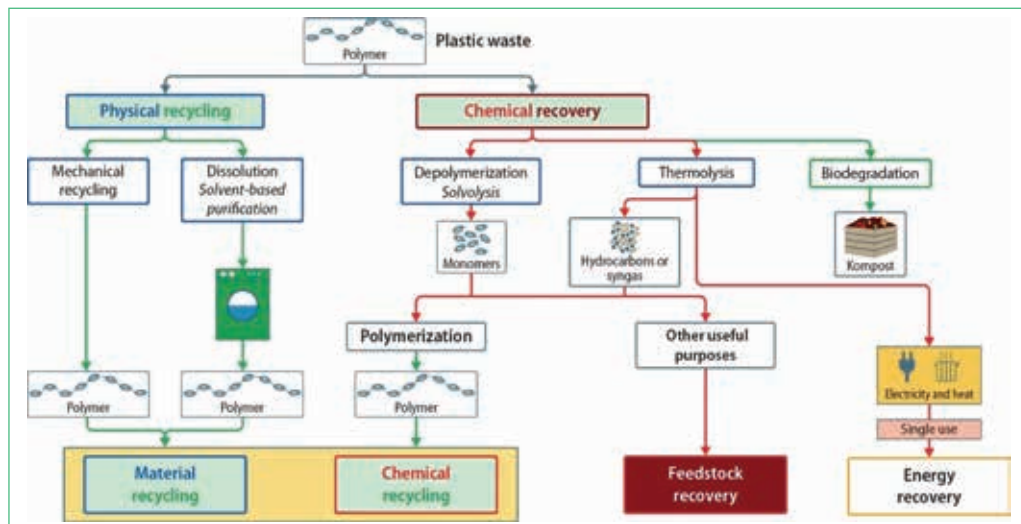 Polymer
Plastic waste
Physical recycling
Chemical recovery
Mechanical
recycling
Dissolution
Solvent-based
purification
Depolymerization
Solvolysis
Thermolysis
Biodegradation
Monomers
Hydrocarbons or
syngas
Kompost
Polymerization
Other useful
purposes
Electricity and heat
Polymer
Polymer
Polymer
Single use
Material
recycling
Chemical
recycling
Feedstock
recovery
Energy
recovery